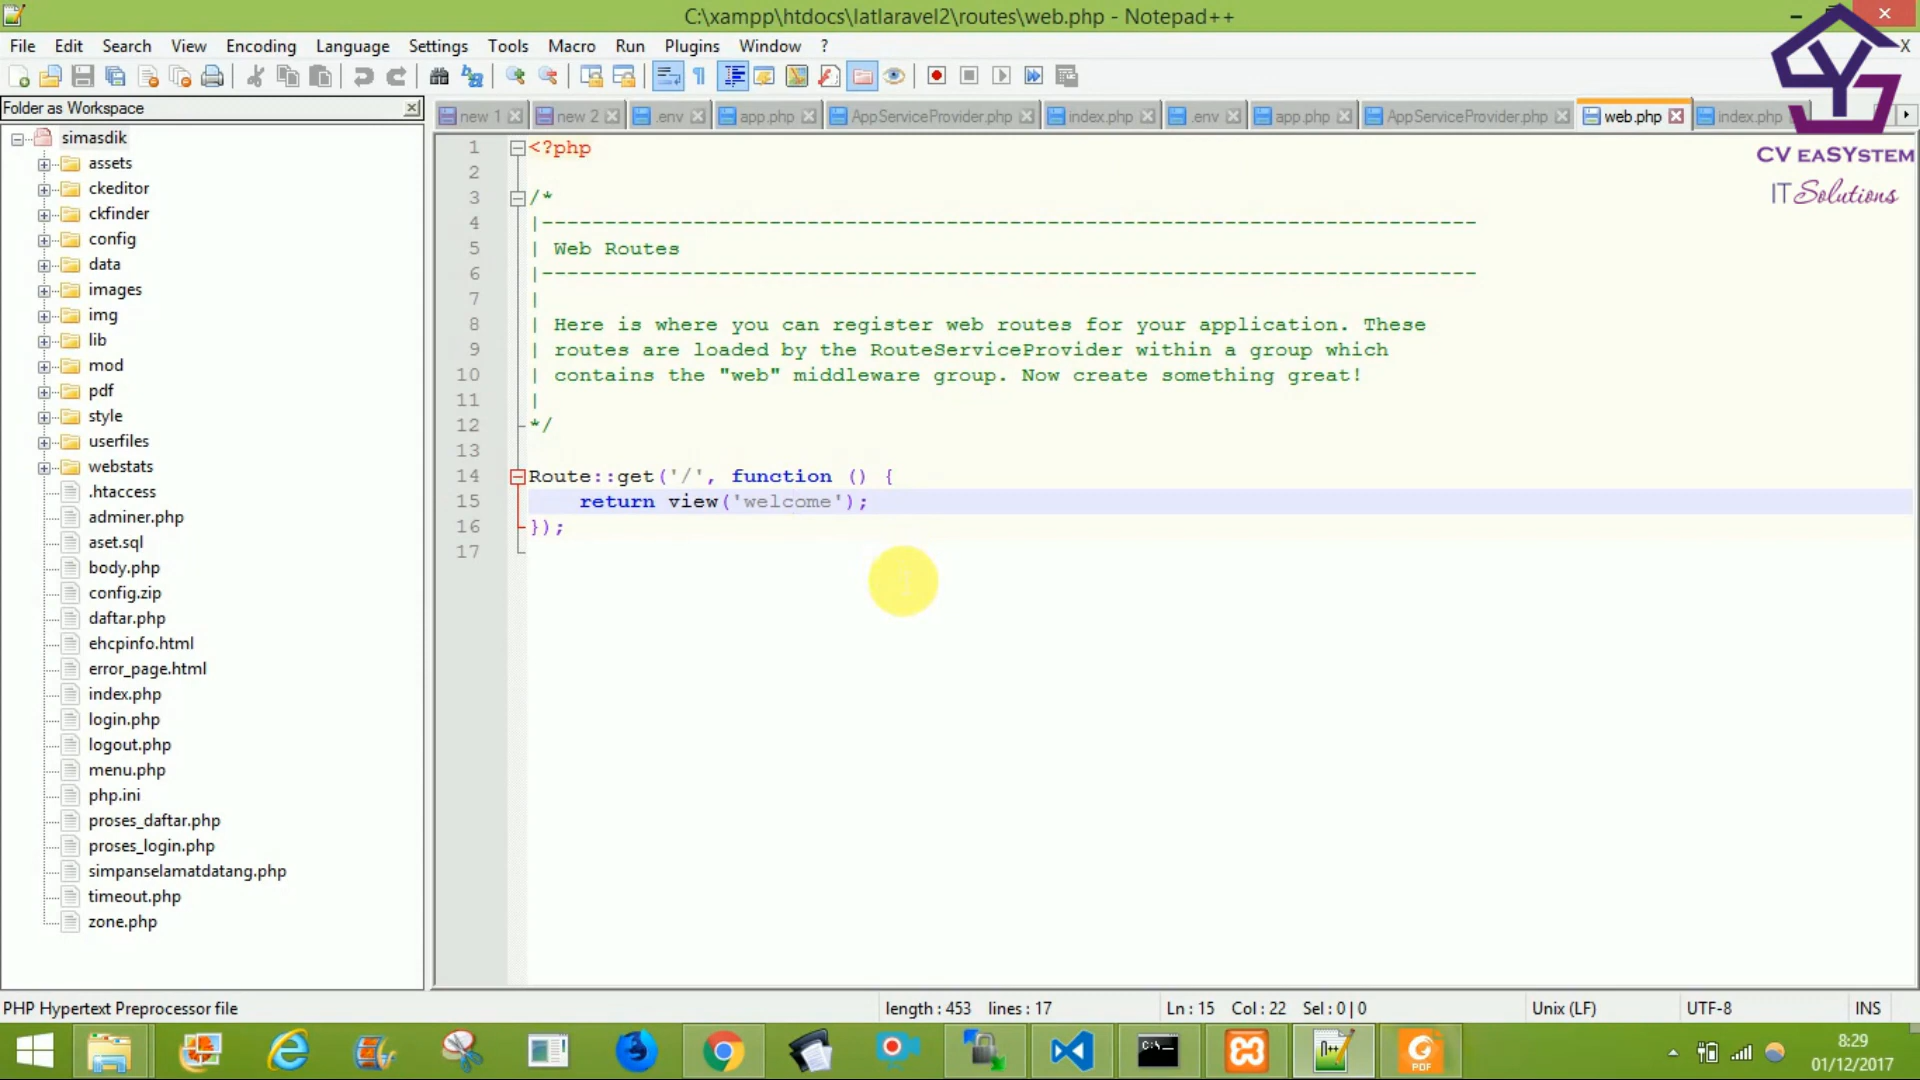 C:\xampp\htdocs\latlaravel2\routes\web.php - Notepad++
File Edit Search View Encoding Language Settings Tools Macro Run Plugins Window ? X
Folder as Workspace
new 1 new 2 .env app.php AppServiceProvider.php index.php .env app.php AppServiceProvider.php web.php index.php
CV eaSYstem
IT Solutions
simasdik
assets
ckeditor
ckfinder
config
data
images
img
lib
mod
pdf
style
userfiles
webstats
.htaccess
adminer.php
aset.sql
body.php
config.zip
daftar.php
ehcpinfo.html
error_page.html
index.php
login.php
logout.php
menu.php
php.ini
proses_daftar.php
proses_login.php
simpanselamatdatang.php
timeout.php
zone.php
1 <?php
2
3 /*
4 |--------------------------------------------------------------------------
5 | Web Routes
6 |--------------------------------------------------------------------------
7 |
8 | Here is where you can register web routes for your application. These
9 | routes are loaded by the RouteServiceProvider within a group which
10 | contains the "web" middleware group. Now create something great!
11 |
12 */
13
14 Route::get('/', function () {
15     return view('welcome');
16 });
17
PHP Hypertext Preprocessor file length : 453 lines : 17 Ln : 15 Col : 22 Sel : 0 | 0 Unix (LF) UTF-8 INS
C:\
n++
PDF
8:29
01/12/2017